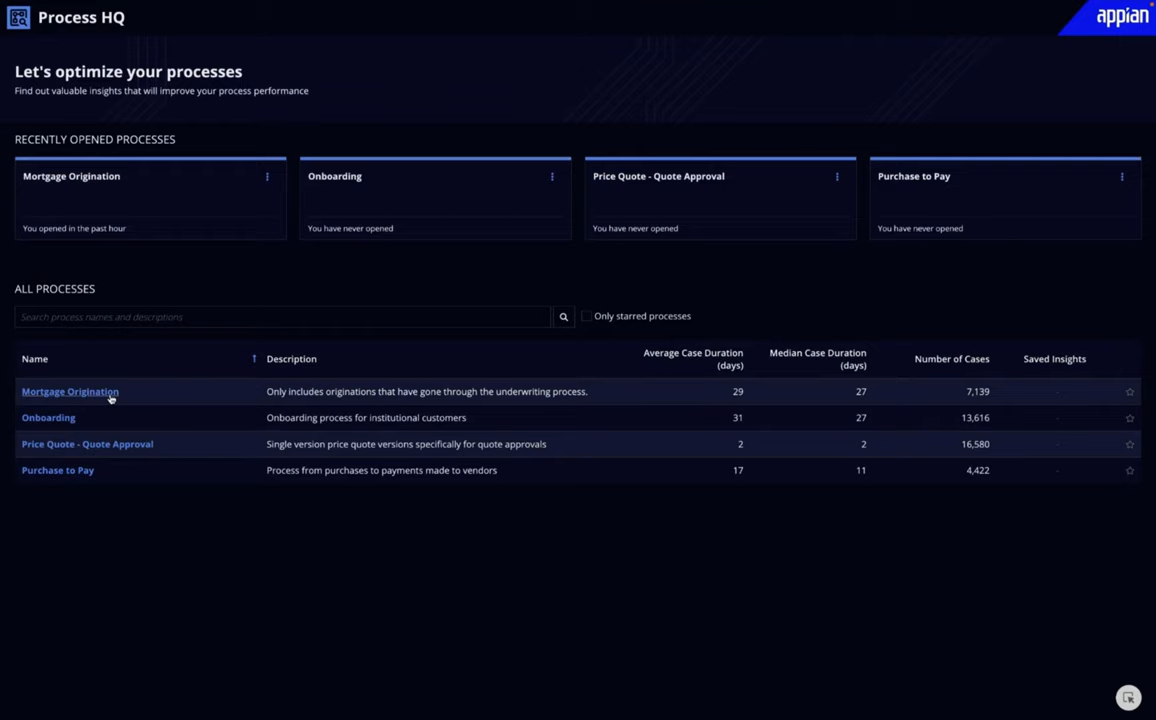 Process HQ
appian
Let's optimize your processes
Find out valuable insights that will improve your process performance
RECENTLY OPENED PROCESSES
Mortgage Origination
You opened in the past hour
Onboarding
You have never opened
Price Quote - Quote Approval
You have never opened
Purchase to Pay
You have never opened
ALL PROCESSES
Search process names and descriptions
Only starred processes
Name Description Average Case Duration (days) Median Case Duration (days) Number of Cases Saved Insights
Mortgage Origination Only includes originations that have gone through the underwriting process. 29 27 7,139 -
Onboarding Onboarding process for institutional customers 31 27 13,616 -
Price Quote - Quote Approval Single version price quote versions specifically for quote approvals 2 2 16,580 -
Purchase to Pay Process from purchases to payments made to vendors 17 11 4,422 -